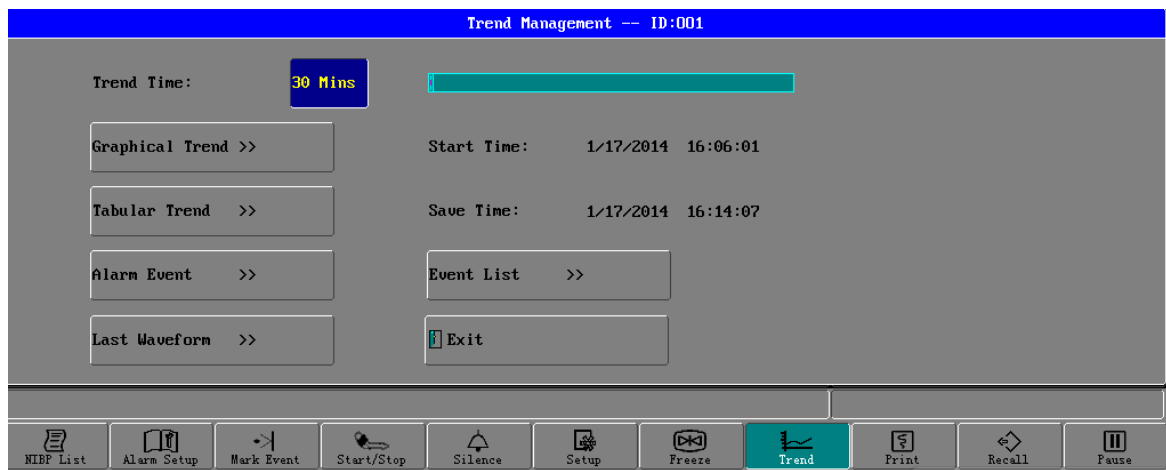 Trend Management -- ID:001
Trend Time: 30 Mins
Graphical Trend >> Start Time: 1/17/2014 16:06:01
Tabular Trend >> Save Time: 1/17/2014 16:14:07
Alarm Event >> Event List >>
Last Waveform >> Exit
NIBP List Alarm Setup Mark Event Start/Stop Silence Setup Freeze Trend Print Recall Pause